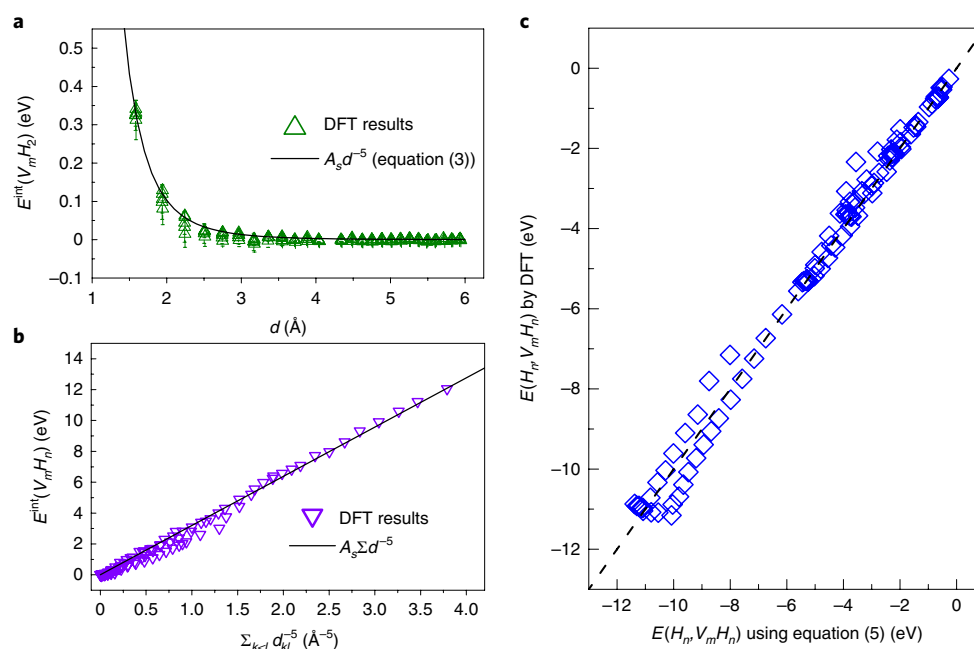 a
0.5
0.4
0.3
0.2
0.1
0
−0.1
E^int(V_mH_2) (eV)
DFT results
A_s d^−5 (equation (3))
1 2 3 4 5 6
d (Å)
b
14
12
10
8
6
4
2
0
E^int(V_mH_n) (eV)
DFT results
A_sΣd^−5
0 0.5 1.0 1.5 2.0 2.5 3.0 3.5 4.0
Σ_k<l d_kl^−5 (Å^−5)
c
0
−2
−4
−6
−8
−10
−12
E(H_n,V_mH_n) by DFT (eV)
−12 −10 −8 −6 −4 −2 0
E(H_n,V_mH_n) using equation (5) (eV)